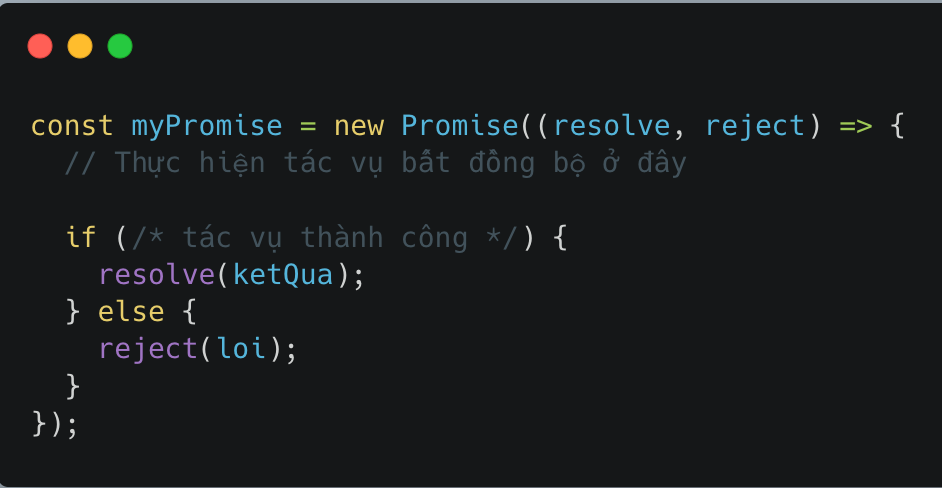 const myPromise = new Promise((resolve, reject) => {
  // Thực hiện tác vụ bất đồng bộ ở đây

  if (/* tác vụ thành công */) {
    resolve(ketQua);
  } else {
    reject(loi);
  }
});